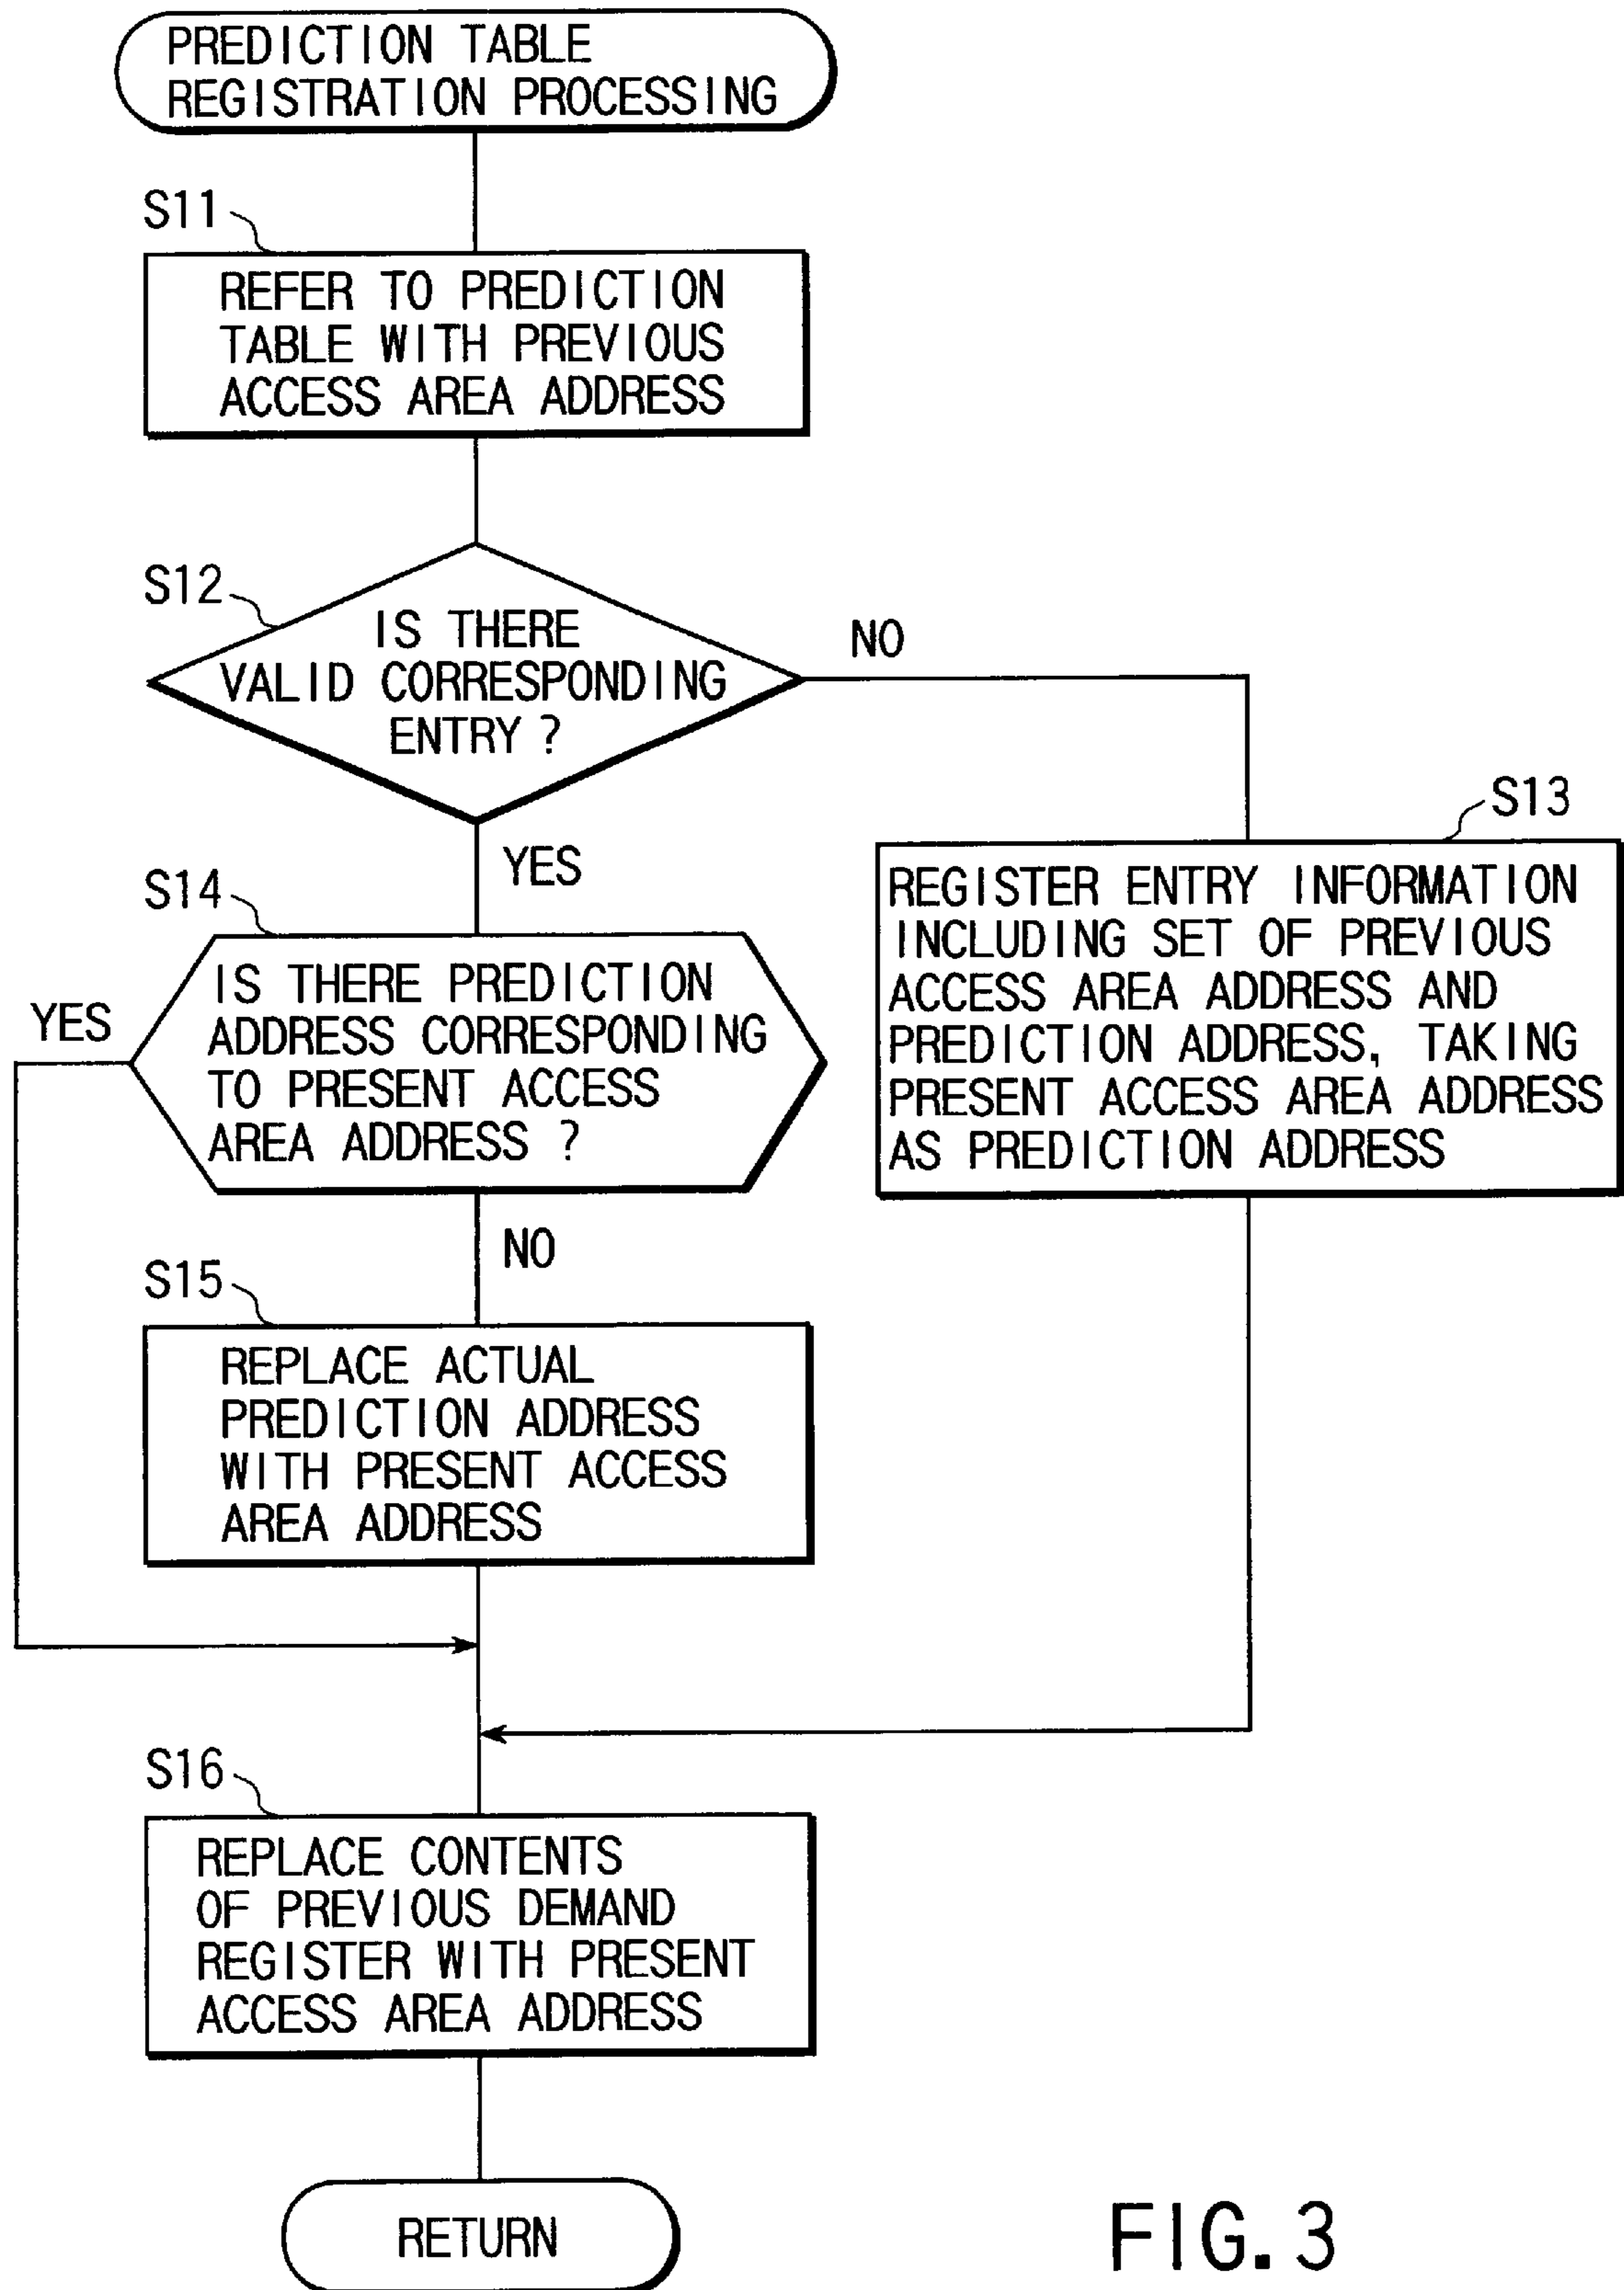 PREDICTION TABLE
REGISTRATION PROCESSING
S11
REFER TO PREDICTION
TABLE WITH PREVIOUS
ACCESS AREA ADDRESS
S12
IS THERE
VALID CORRESPONDING
ENTRY ?
NO
YES
S13
REGISTER ENTRY INFORMATION
INCLUDING SET OF PREVIOUS
ACCESS AREA ADDRESS AND
PREDICTION ADDRESS, TAKING
PRESENT ACCESS AREA ADDRESS
AS PREDICTION ADDRESS
S14
YES
IS THERE PREDICTION
ADDRESS CORRESPONDING
TO PRESENT ACCESS
AREA ADDRESS ?
NO
S15
REPLACE ACTUAL
PREDICTION ADDRESS
WITH PRESENT ACCESS
AREA ADDRESS
S16
REPLACE CONTENTS
OF PREVIOUS DEMAND
REGISTER WITH PRESENT
ACCESS AREA ADDRESS
RETURN
FIG. 3